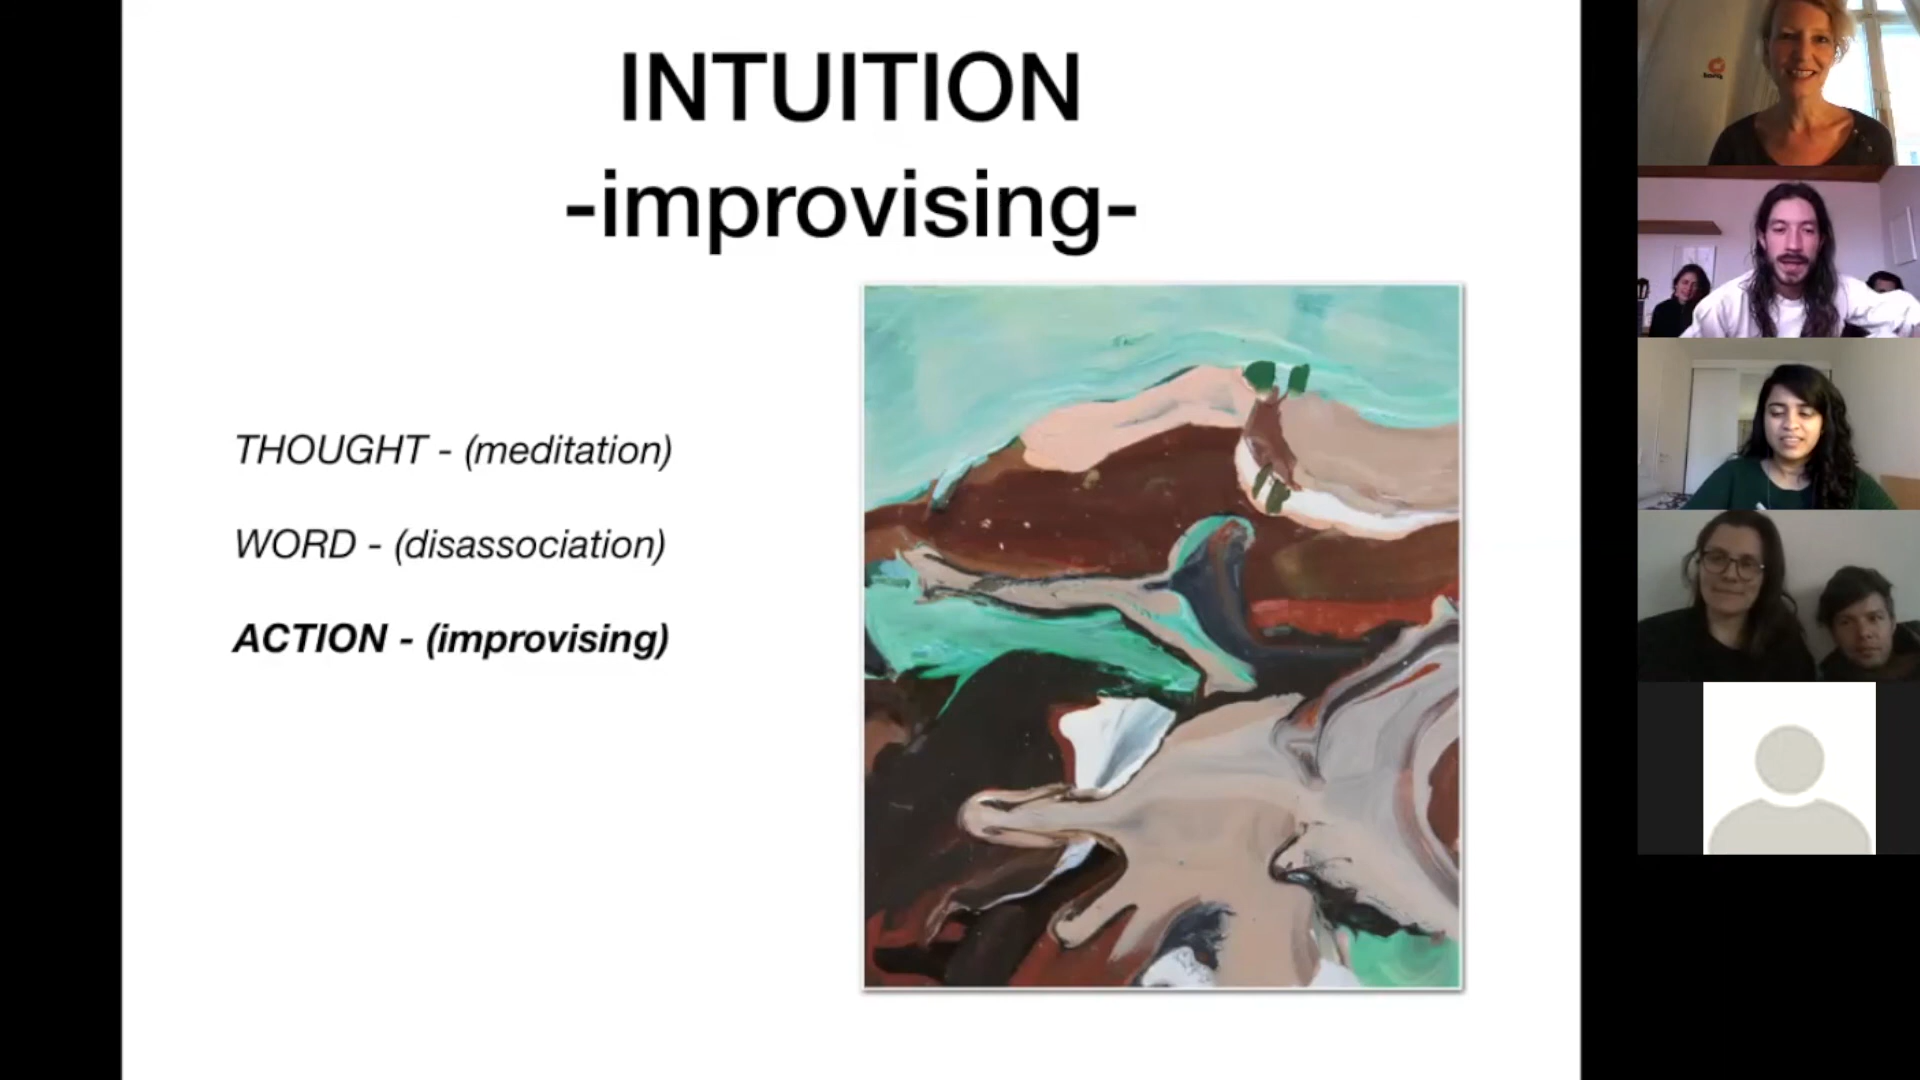 INTUITION
-improvising-
THOUGHT - (meditation)
WORD - (disassociation)
ACTION - (improvising)